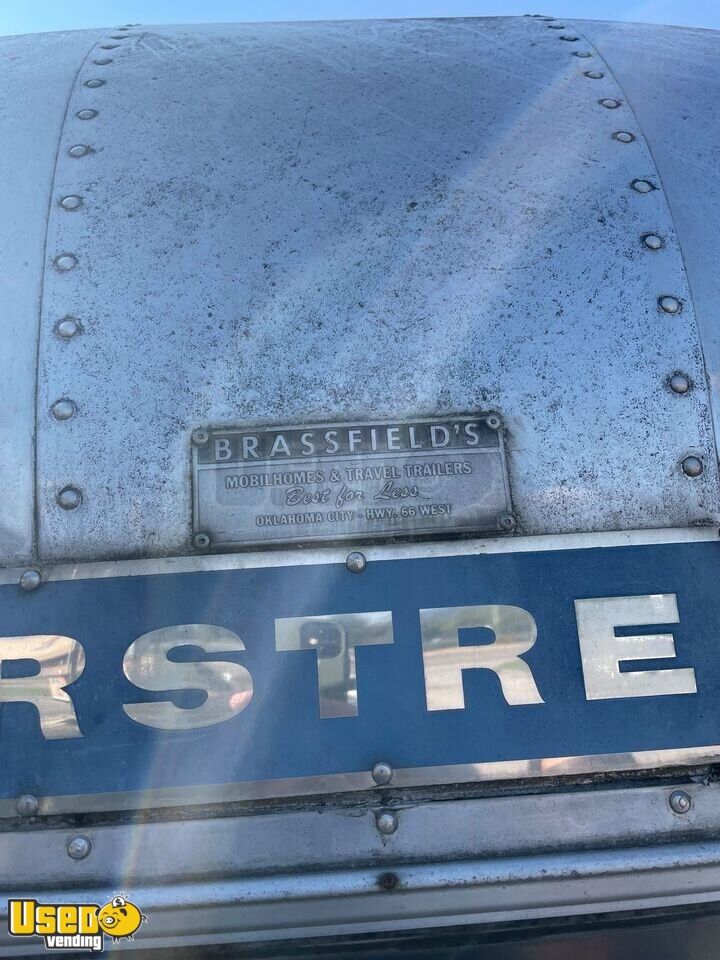 BRASSFIELD'S
MOBILHOMES & TRAVEL TRAILERS
Best for Less
OKLAHOMA CITY - HWY. 66 WEST
RSTRE
Used
vending